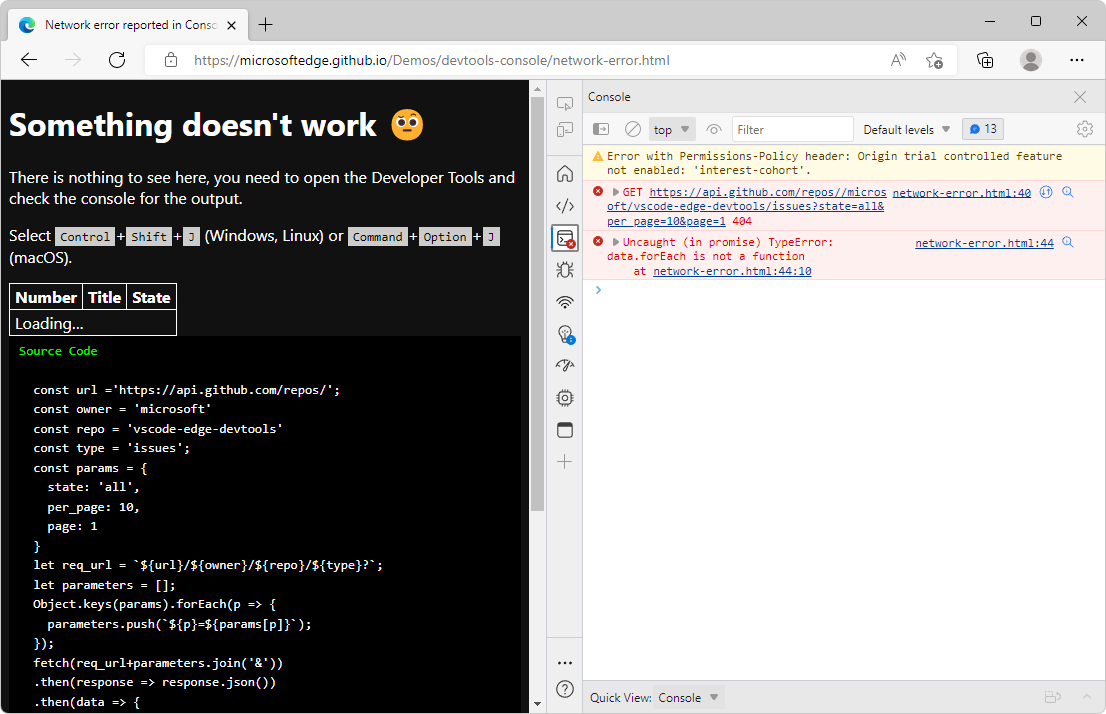 Network error reported in Conso
https://microsoftedge.github.io/Demos/devtools-console/network-error.html
Something doesn't work
There is nothing to see here, you need to open the Developer Tools and
check the console for the output.
Select Control + Shift + J (Windows, Linux) or Command + Option + J
(macOS).
Number Title State
Loading...
Source Code
const url ='https://api.github.com/repos/';
const owner = 'microsoft'
const repo = 'vscode-edge-devtools'
const type = 'issues';
const params = {
state: 'all',
per_page: 10,
page: 1
}
let req_url = `${url}/${owner}/${repo}/${type}?`;
let parameters = [];
Object.keys(params).forEach(p => {
parameters.push(`${p}=${params[p]}`);
});
fetch(req_url+parameters.join('&'))
.then(response => response.json())
.then(data => {
Console
top Filter Default levels 13
Error with Permissions-Policy header: Origin trial controlled feature
not enabled: 'interest-cohort'.
GET https://api.github.com/repos//micros network-error.html:40
oft/vscode-edge-devtools/issues?state=all&
per_page=10&page=1 404
Uncaught (in promise) TypeError: network-error.html:44
data.forEach is not a function
at network-error.html:44:10
Quick View: Console